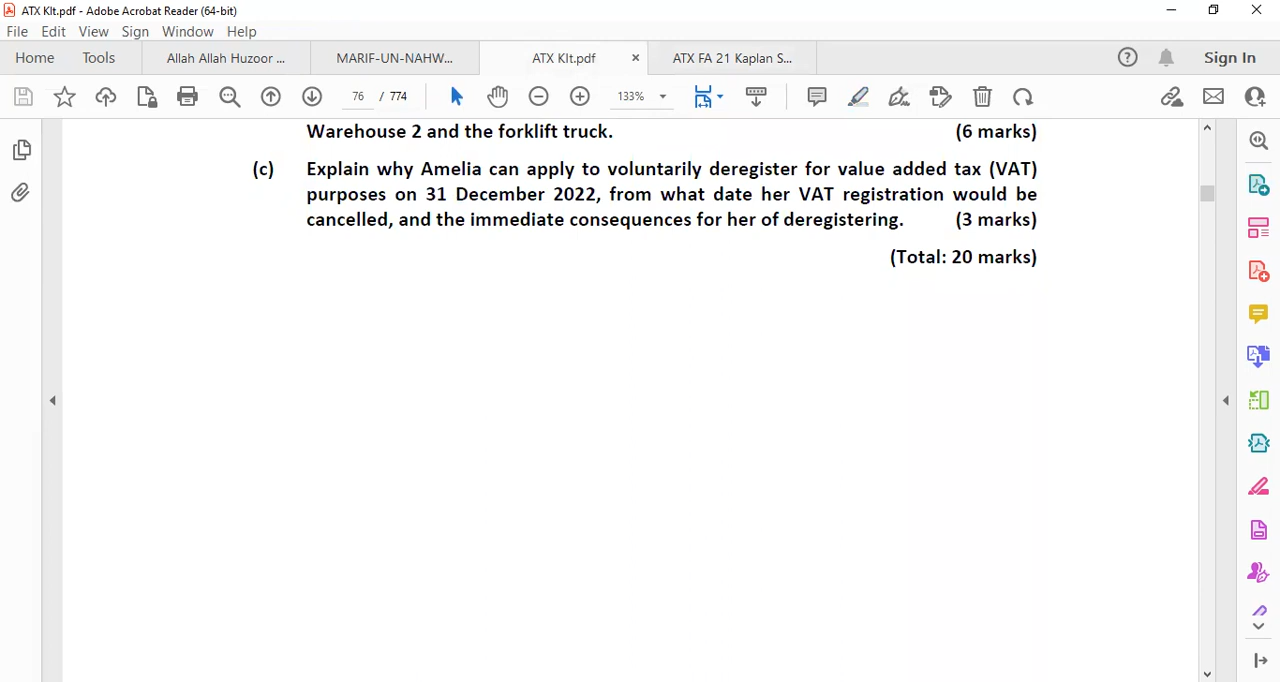 ATX KIt.pdf - Adobe Acrobat Reader (64-bit)
File Edit View Sign Window Help
Home Tools Allah Allah Huzoor ... MARIF-UN-NAHW... ATX KIt.pdf × ATX FA 21 Kaplan S... Sign In
76 / 774 133%
Warehouse 2 and the forklift truck. (6 marks)
(c) Explain why Amelia can apply to voluntarily deregister for value added tax (VAT)
purposes on 31 December 2022, from what date her VAT registration would be
cancelled, and the immediate consequences for her of deregistering. (3 marks)
(Total: 20 marks)